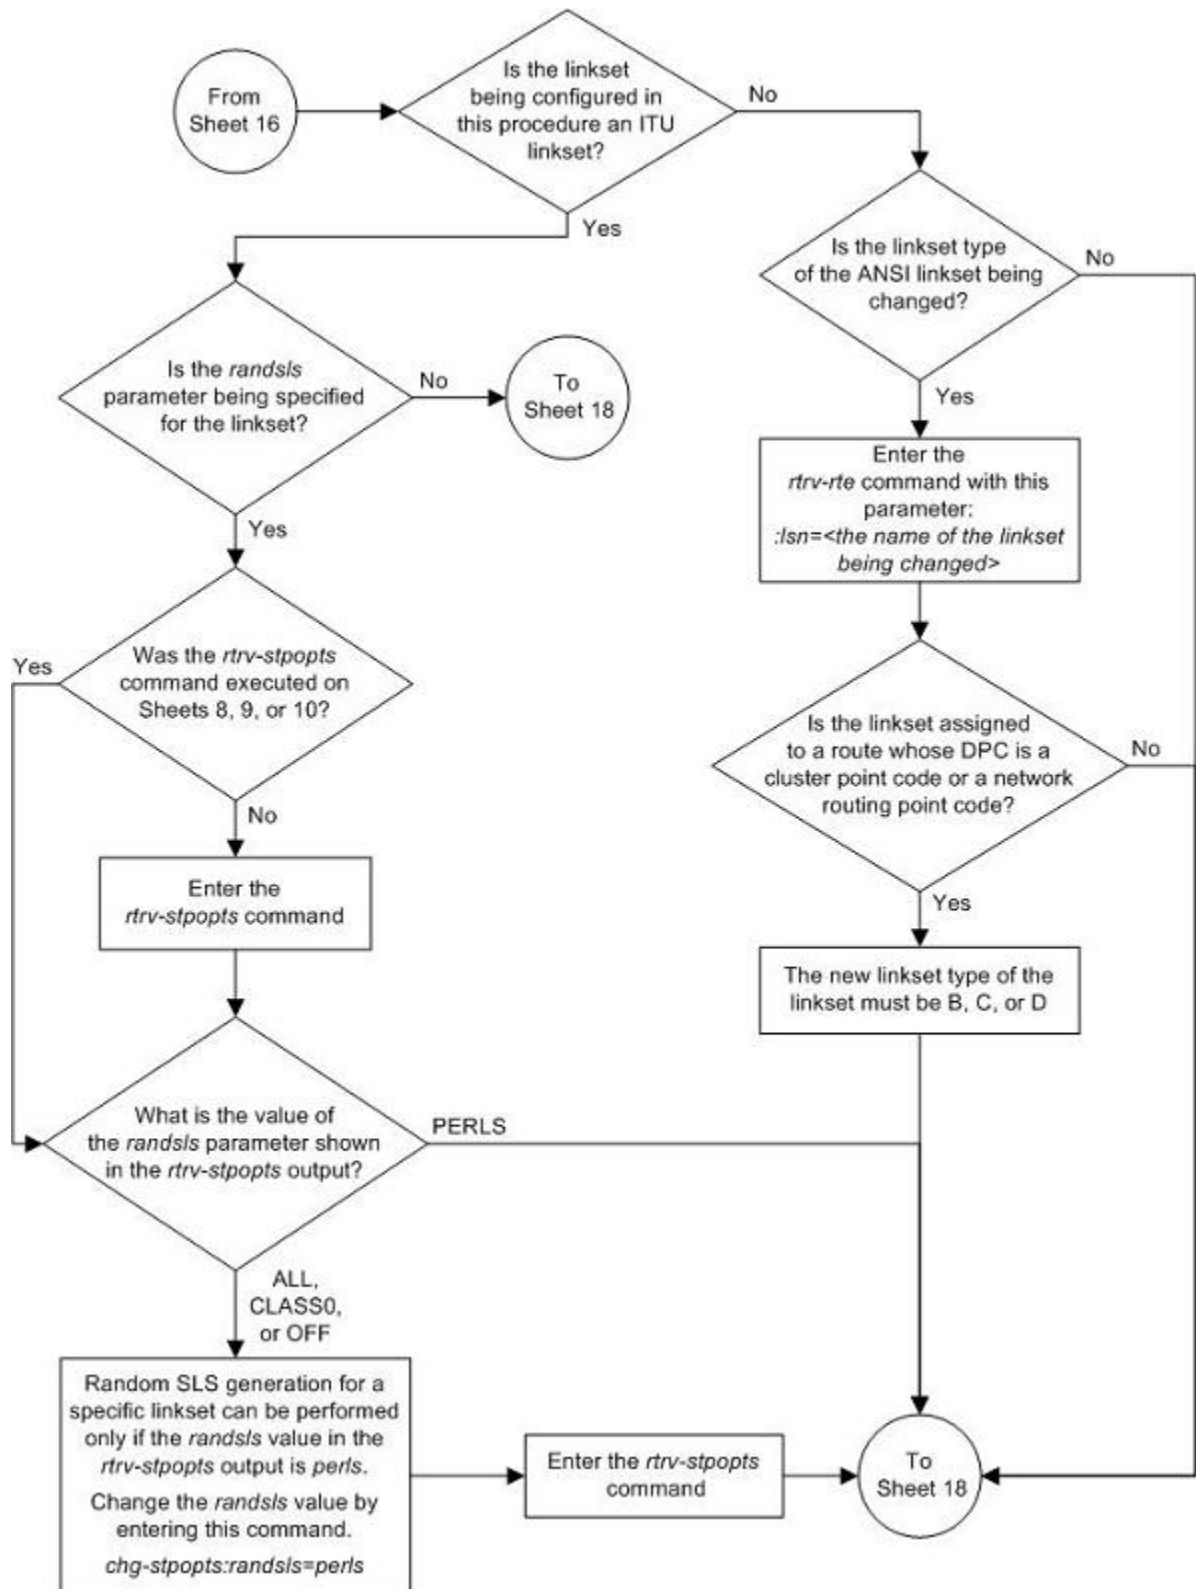 From
Sheet 16
Is the linkset
being configured in
this procedure an ITU
linkset?
No
Yes
Is the linkset type
of the ANSI linkset being
changed?
No
Yes
Is the randsls
parameter being specified
for the linkset?
No
To
Sheet 18
Yes
Enter the
rtrv-rte command with this
parameter:
:lsn=<the name of the linkset
being changed>
Was the rtrv-stpopts
command executed on
Sheets 8, 9, or 10?
Yes
No
Is the linkset assigned
to a route whose DPC is a
cluster point code or a network
routing point code?
No
Yes
Enter the
rtrv-stpopts command
The new linkset type of the
linkset must be B, C, or D
What is the value of
the randsls parameter shown
in the rtrv-stpopts output?
PERLS
ALL,
CLASS0,
or OFF
Random SLS generation for a
specific linkset can be performed
only if the randsls value in the
rtrv-stpopts output is perls.
Change the randsls value by
entering this command.
chg-stpopts:randsls=perls
Enter the rtrv-stpopts
command
To
Sheet 18